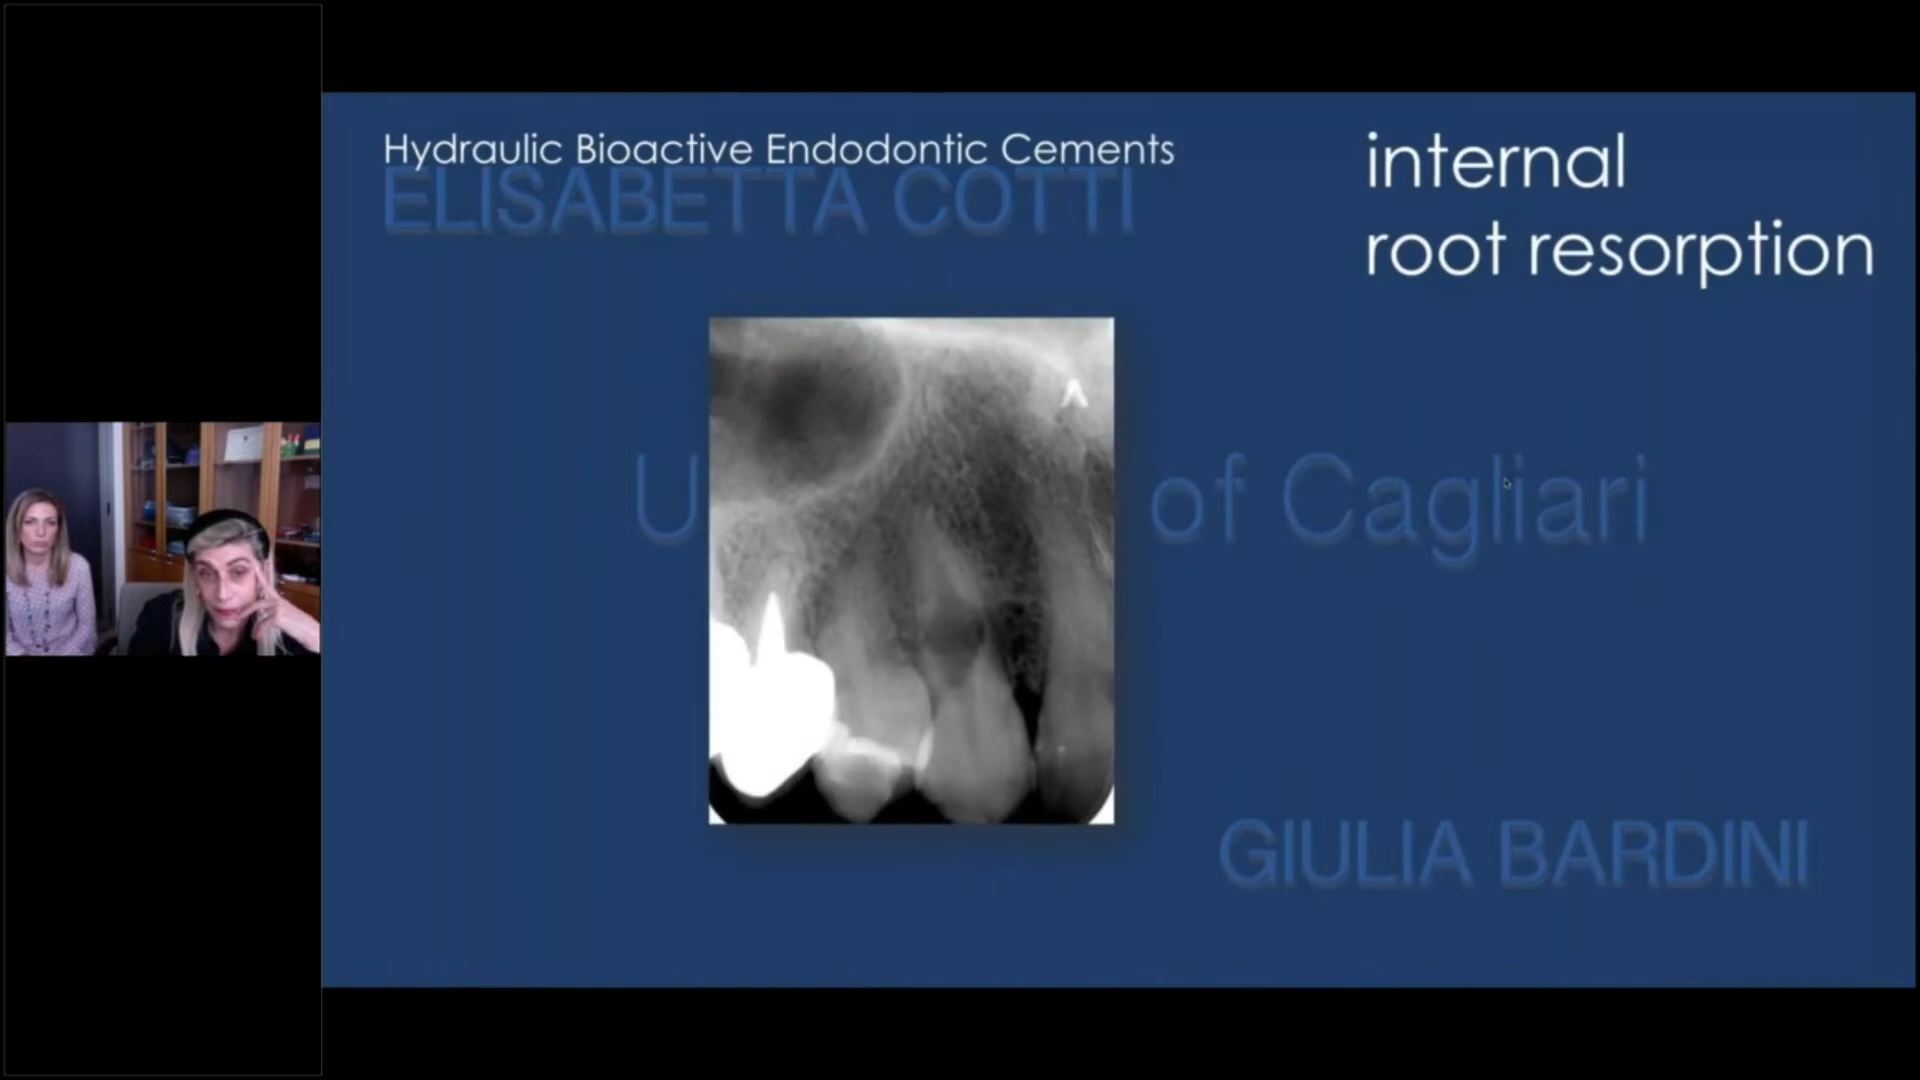 Hydraulic Bioactive Endodontic Cements
ELISABETTA COTTI
internal
root resorption
U of Cagliari
GIULIA BARDINI